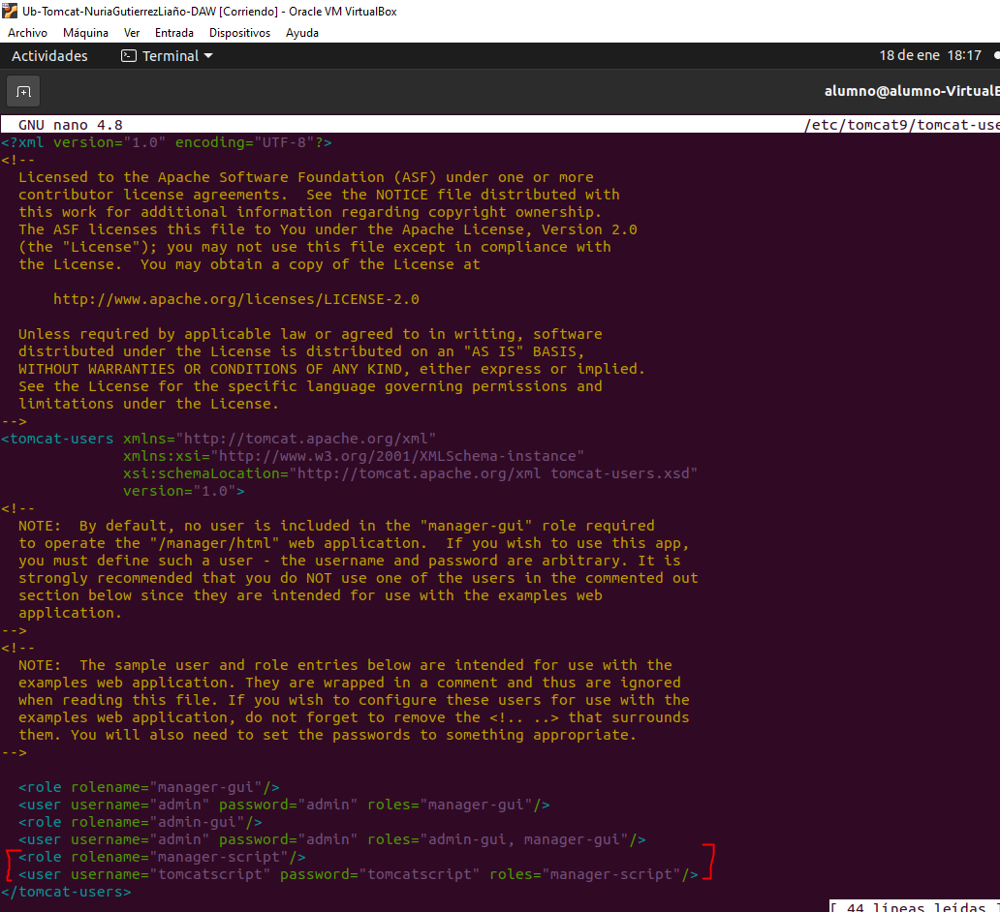 Ub-Tomcat-NuriaGutierrezLiaño-DAW [Corriendo] - Oracle VM VirtualBox
Archivo Máquina Ver Entrada Dispositivos Ayuda
Actividades Terminal 18 de ene 18:17
alumno@alumno-VirtualB
GNU nano 4.8 /etc/tomcat9/tomcat-use
<?xml version="1.0" encoding="UTF-8"?>
<!--
  Licensed to the Apache Software Foundation (ASF) under one or more
  contributor license agreements.  See the NOTICE file distributed with
  this work for additional information regarding copyright ownership.
  The ASF licenses this file to You under the Apache License, Version 2.0
  (the "License"); you may not use this file except in compliance with
  the License.  You may obtain a copy of the License at

      http://www.apache.org/licenses/LICENSE-2.0

  Unless required by applicable law or agreed to in writing, software
  distributed under the License is distributed on an "AS IS" BASIS,
  WITHOUT WARRANTIES OR CONDITIONS OF ANY KIND, either express or implied.
  See the License for the specific language governing permissions and
  limitations under the License.
-->
<tomcat-users xmlns="http://tomcat.apache.org/xml"
              xmlns:xsi="http://www.w3.org/2001/XMLSchema-instance"
              xsi:schemaLocation="http://tomcat.apache.org/xml tomcat-users.xsd"
              version="1.0">
<!--
  NOTE:  By default, no user is included in the "manager-gui" role required
  to operate the "/manager/html" web application.  If you wish to use this app,
  you must define such a user - the username and password are arbitrary. It is
  strongly recommended that you do NOT use one of the users in the commented out
  section below since they are intended for use with the examples web
  application.
-->
<!--
  NOTE:  The sample user and role entries below are intended for use with the
  examples web application. They are wrapped in a comment and thus are ignored
  when reading this file. If you wish to configure these users for use with the
  examples web application, do not forget to remove the <!.. ..> that surrounds
  them. You will also need to set the passwords to something appropriate.
-->

  <role rolename="manager-gui"/>
  <user username="admin" password="admin" roles="manager-gui"/>
  <role rolename="admin-gui"/>
  <user username="admin" password="admin" roles="admin-gui, manager-gui"/>
  <role rolename="manager-script"/>
  <user username="tomcatscript" password="tomcatscript" roles="manager-script"/>
</tomcat-users>
[ 44 líneas leídas ]